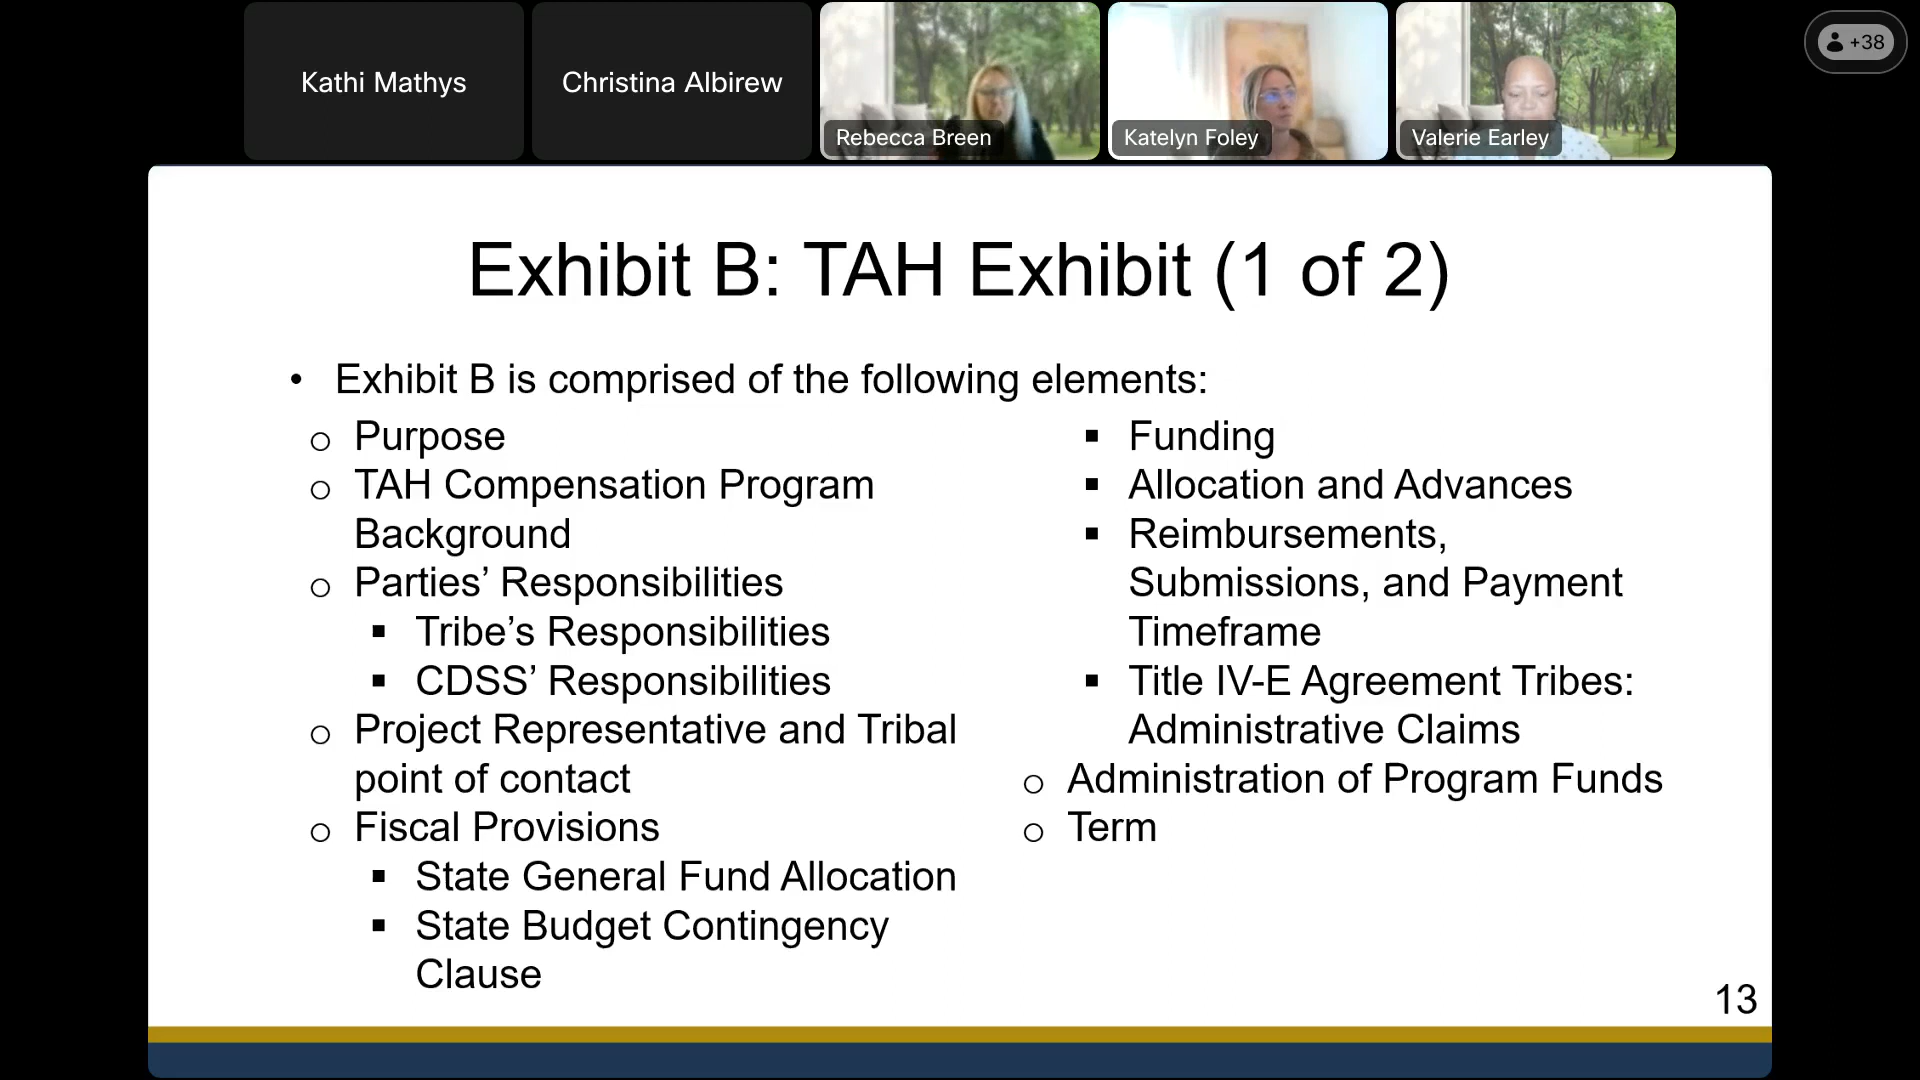 Kathi Mathys
Christina Albirew
Rebecca Breen
Katelyn Foley
Valerie Earley
+38
Exhibit B: TAH Exhibit (1 of 2)
• Exhibit B is comprised of the following elements:
o Purpose
o TAH Compensation Program
Background
o Parties’ Responsibilities
▪ Tribe’s Responsibilities
▪ CDSS’ Responsibilities
o Project Representative and Tribal
point of contact
o Fiscal Provisions
▪ State General Fund Allocation
▪ State Budget Contingency
Clause
▪ Funding
▪ Allocation and Advances
▪ Reimbursements,
Submissions, and Payment
Timeframe
▪ Title IV-E Agreement Tribes:
Administrative Claims
o Administration of Program Funds
o Term
13